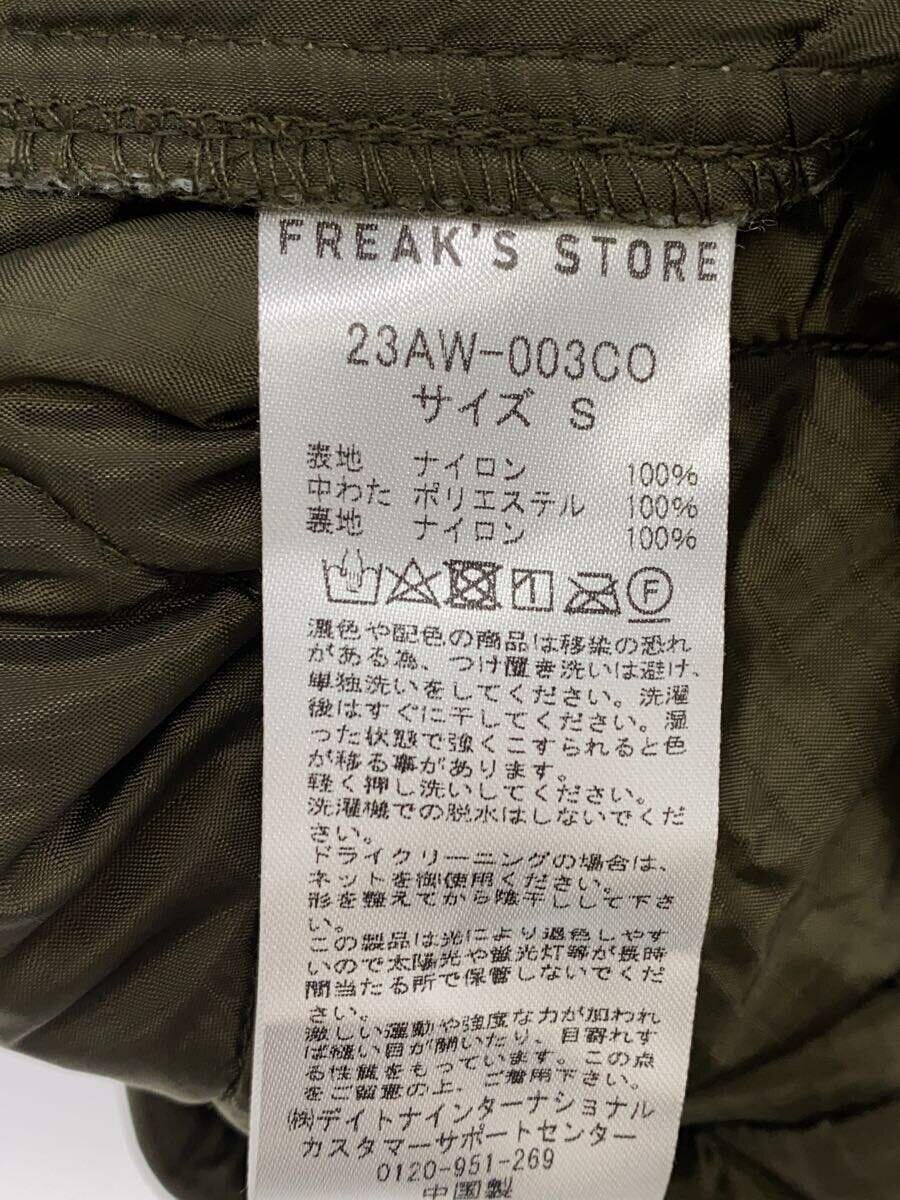 FREAK'S STORE
23AW-003CO
サイズ S
表地 ナイロン 100%
中わた ポリエステル 100%
裏地 ナイロン 100%
F
濃色や配色の商品は移染の恐れ
がある為、つけ置き洗いは避け、
単独洗いをしてください。洗濯
後はすぐに干してください。湿
った状態で強くこすられると色
が移る事があります。
軽く押し洗いしてください。
洗濯機での脱水はしないでくだ
さい。
ドライクリーニングの場合は、
ネットを御使用ください。
形を整えてから陰干しして下さ
い。
この製品は光により退色しやす
いので太陽光や蛍光灯等が長時
間当たる所で保管しないでくだ
さい。
激しい運動や強度な力が加われ
ば縫い目が開いたり、目寄れす
る性質をもっています。この点
をご留意の上、ご着用下さい。
㈱デイトナインターナショナル
カスタマーサポートセンター
0120-951-269
中国製